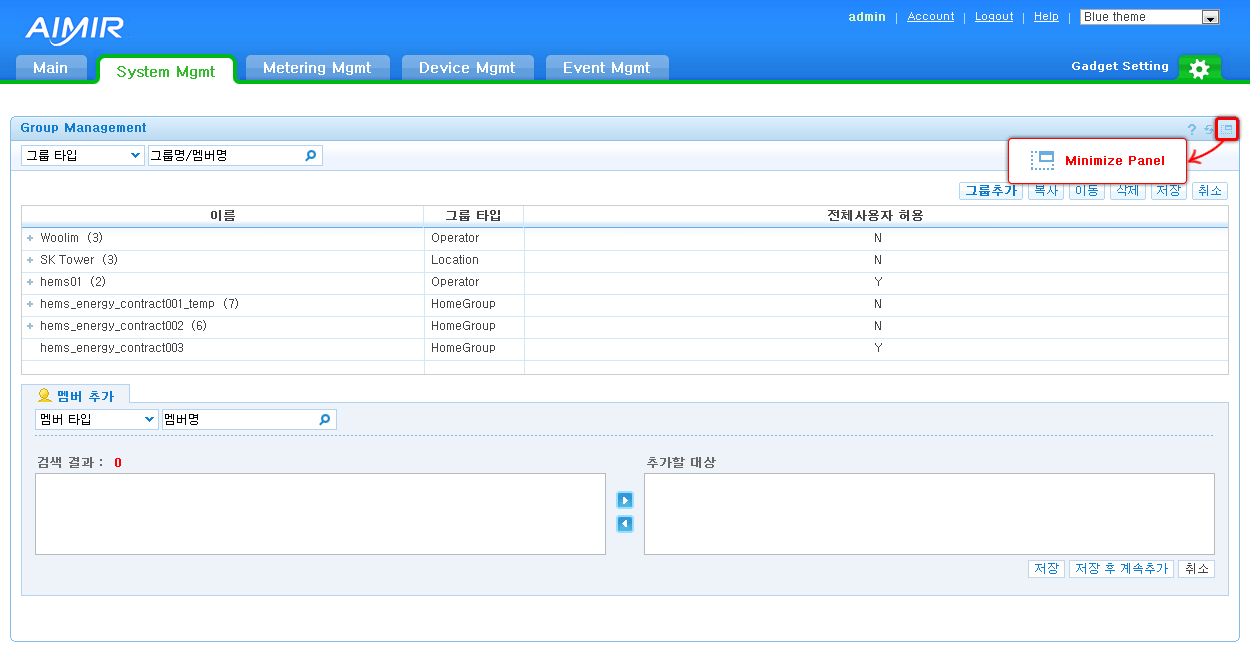 AIMIR
admin | Account | Logout | Help | Blue theme
Main System Mgmt Metering Mgmt Device Mgmt Event Mgmt Gadget Setting
Group Management ?
그룹 타입 그룹명/멤버명
Minimize Panel
그룹추가 복사 이동 삭제 저장 취소
이름 그룹 타입 전체사용자 허용
+ Woolim (3) Operator N
+ SK Tower (3) Location N
+ hems01 (2) Operator Y
+ hems_energy_contract001_temp (7) HomeGroup N
+ hems_energy_contract002 (6) HomeGroup N
hems_energy_contract003 HomeGroup Y
멤버 추가
멤버 타입 멤버명
검색 결과 : 0 추가할 대상
저장 저장 후 계속추가 취소